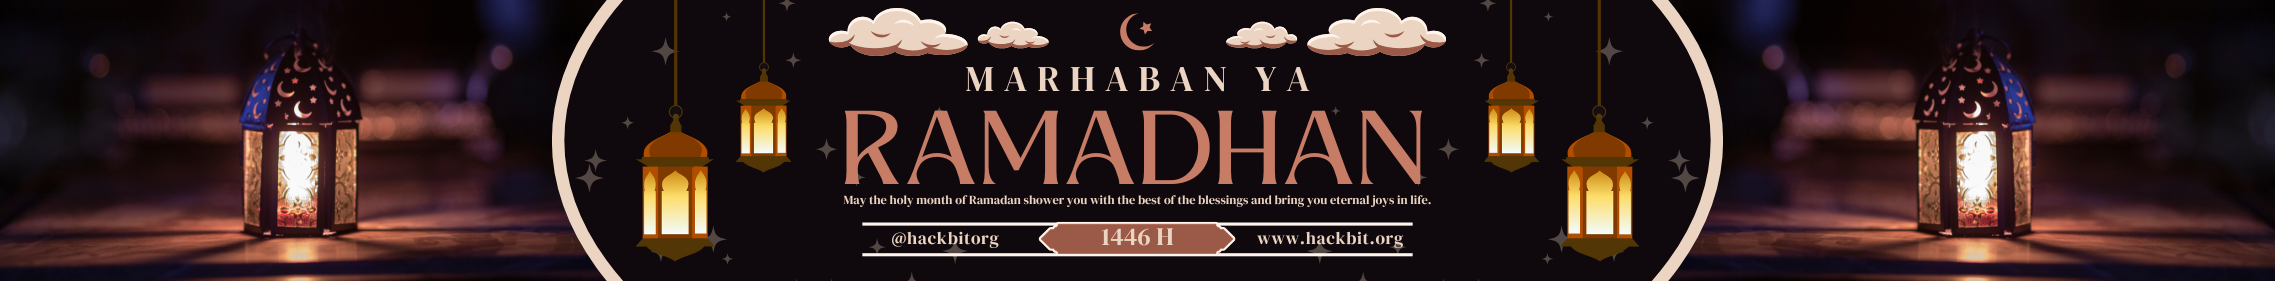 MARHABAN YA
RAMADHAN
May the holy month of Ramadan shower you with the best of the blessings and bring you eternal joys in life.
@hackbitorg 1446 H www.hackbit.org